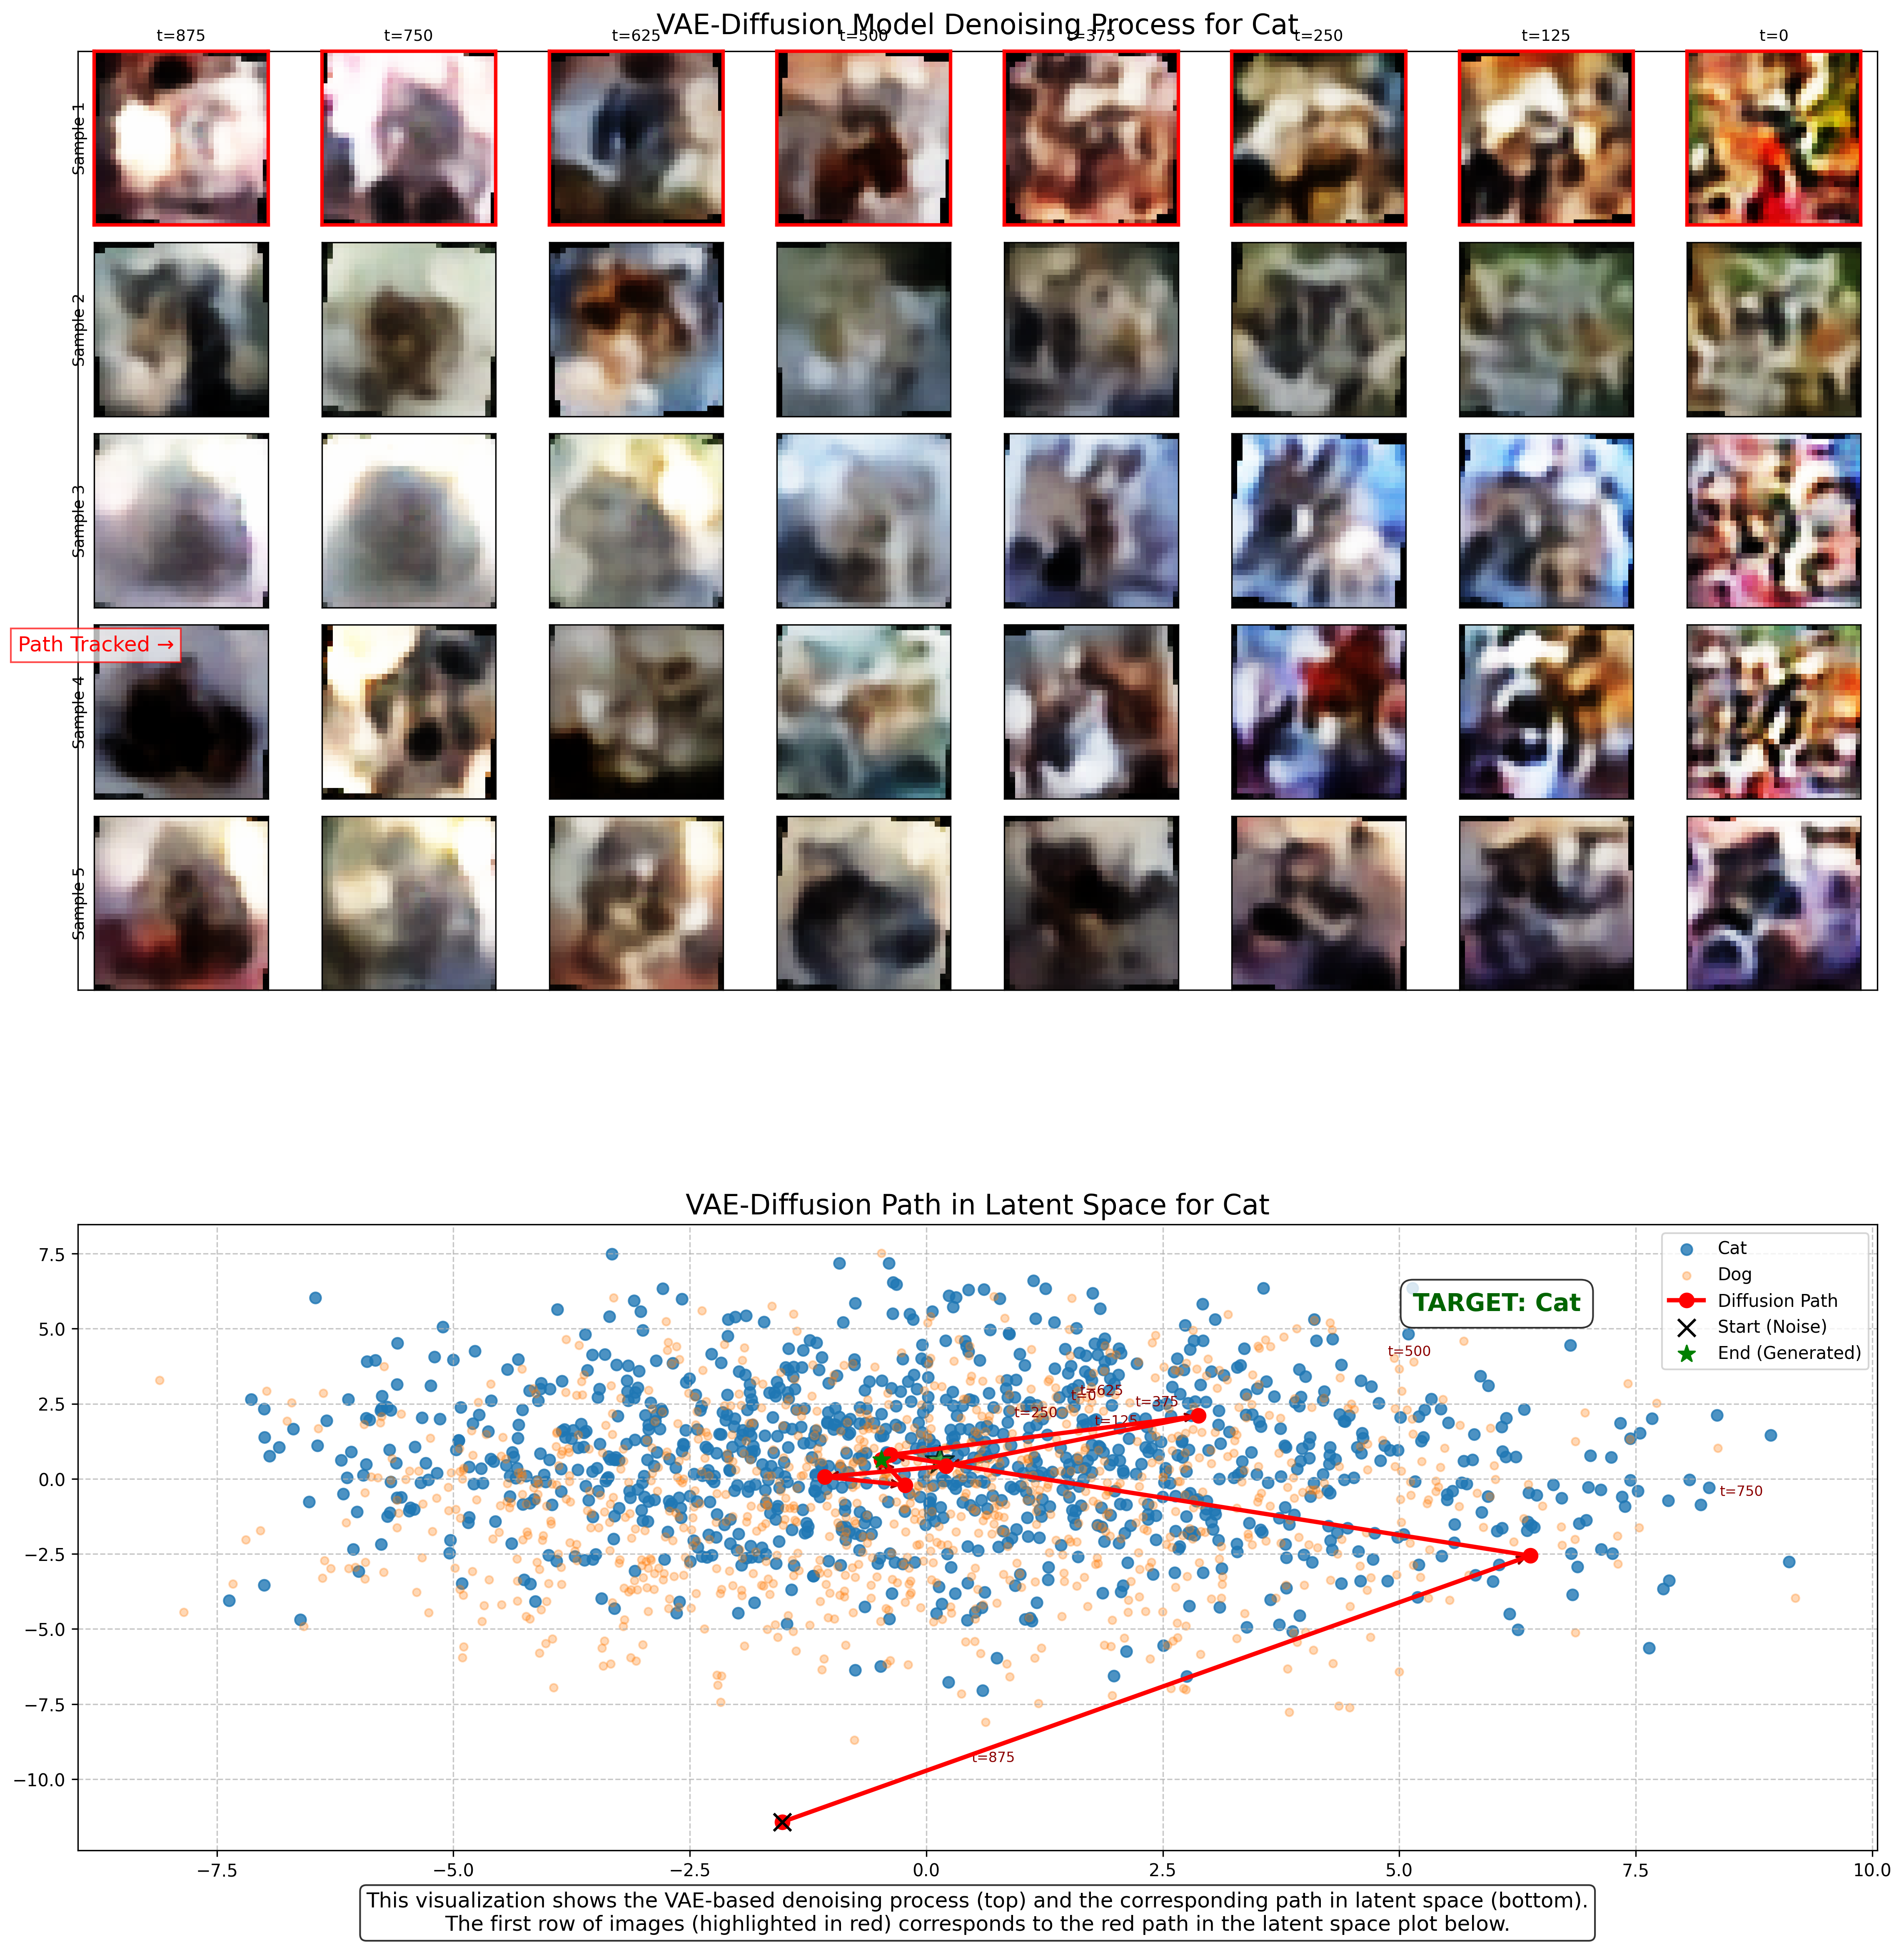 VAE-Diffusion Model Denoising Process for Cat
t=875 t=750 t=625 t=500 t=375 t=250 t=125 t=0
Sample 1
Sample 2
Sample 3
Path Tracked →
Sample 4
Sample 5
VAE-Diffusion Path in Latent Space for Cat
7.5
5.0
2.5
0.0
−2.5
−5.0
−7.5
−10.0
Cat
Dog
Diffusion Path
Start (Noise)
End (Generated)
TARGET: Cat
t=500
t=625
t=0
t=375
t=250
t=125
t=750
t=875
−7.5 −5.0 −2.5 0.0 2.5 5.0 7.5 10.0
This visualization shows the VAE-based denoising process (top) and the corresponding path in latent space (bottom).
The first row of images (highlighted in red) corresponds to the red path in the latent space plot below.